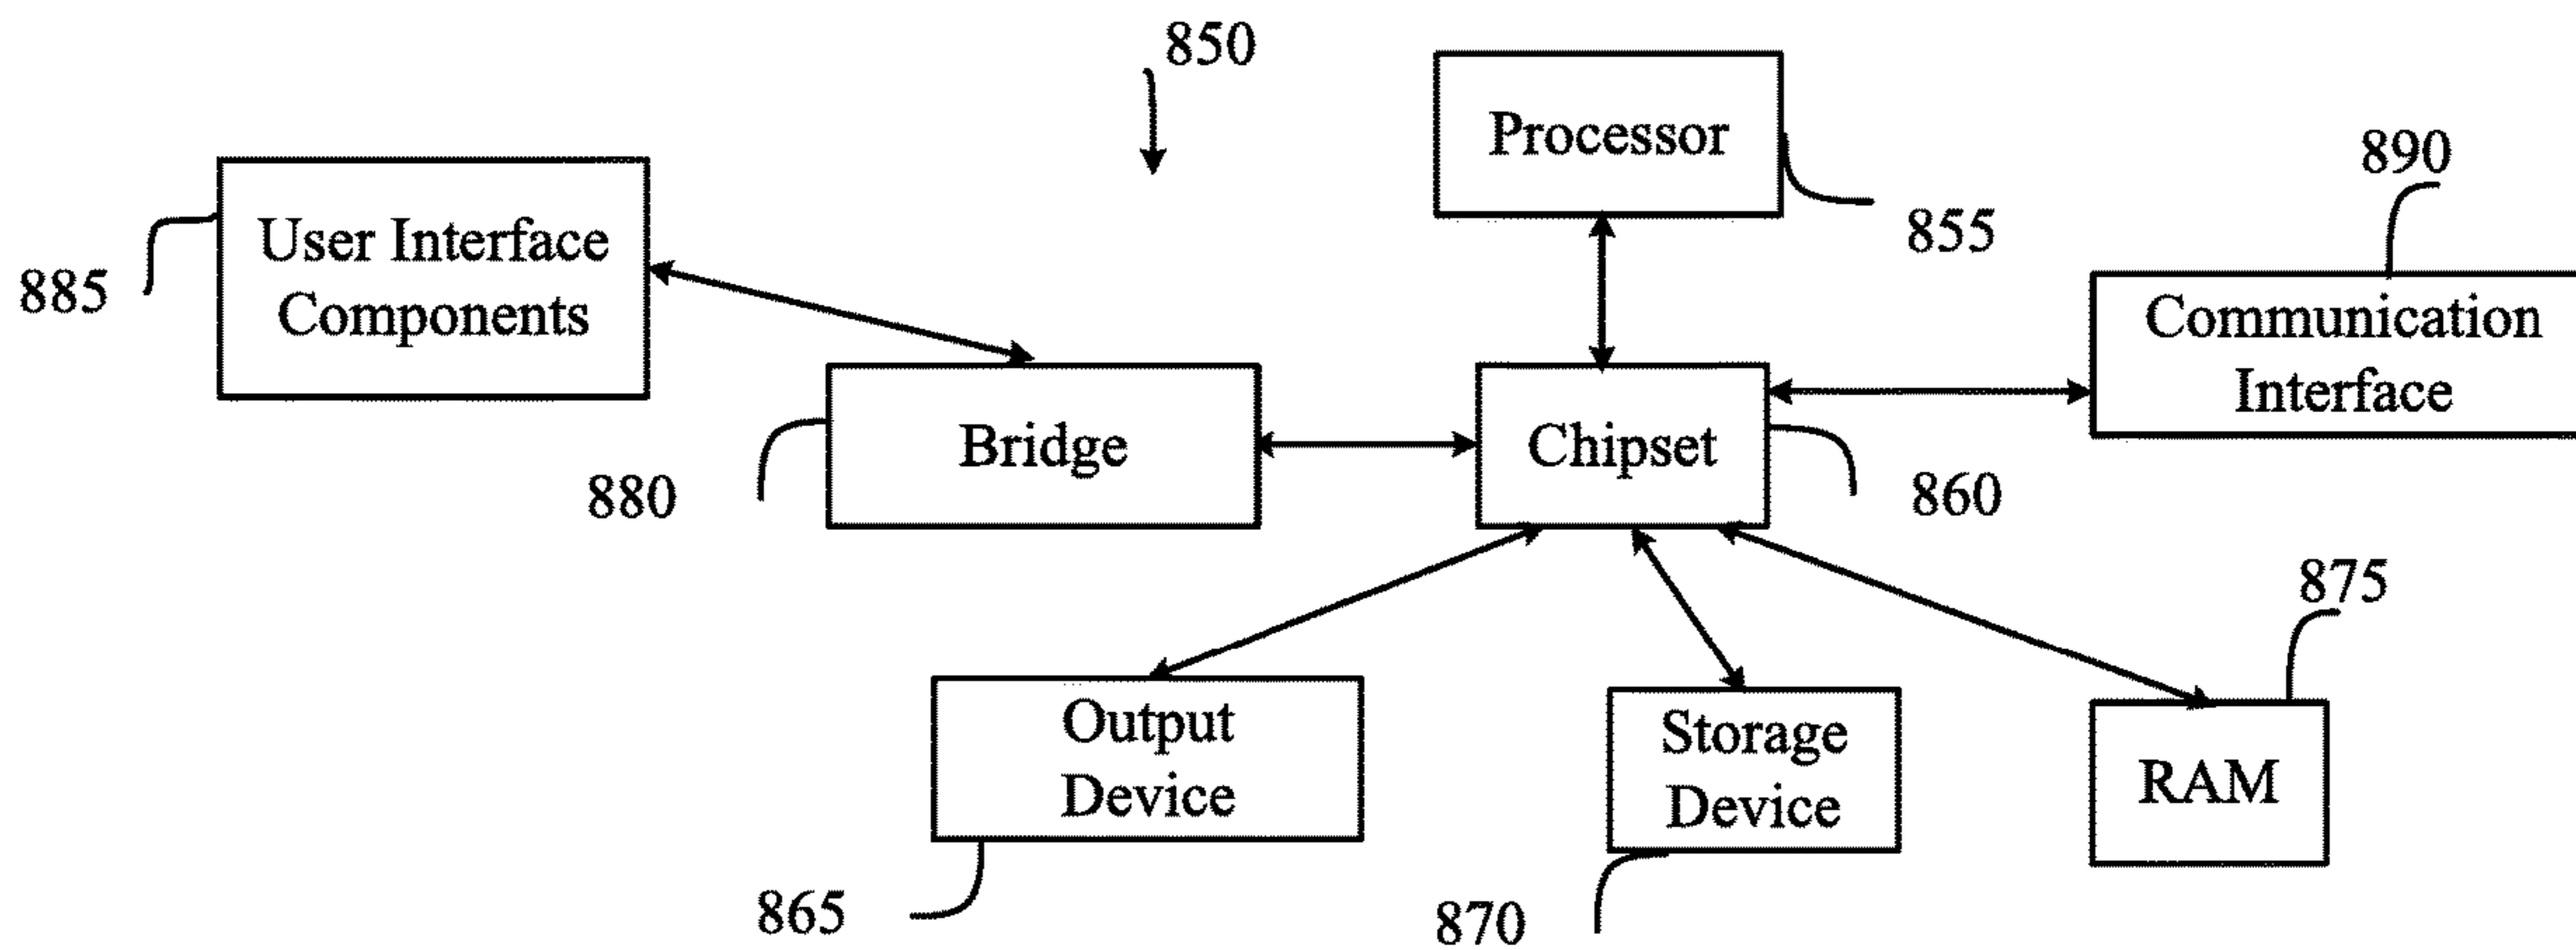 850
Processor
890
855
User Interface
Components
885
Communication
Interface
Bridge
Chipset
880
860
875
Output
Device
Storage
Device
RAM
865
870